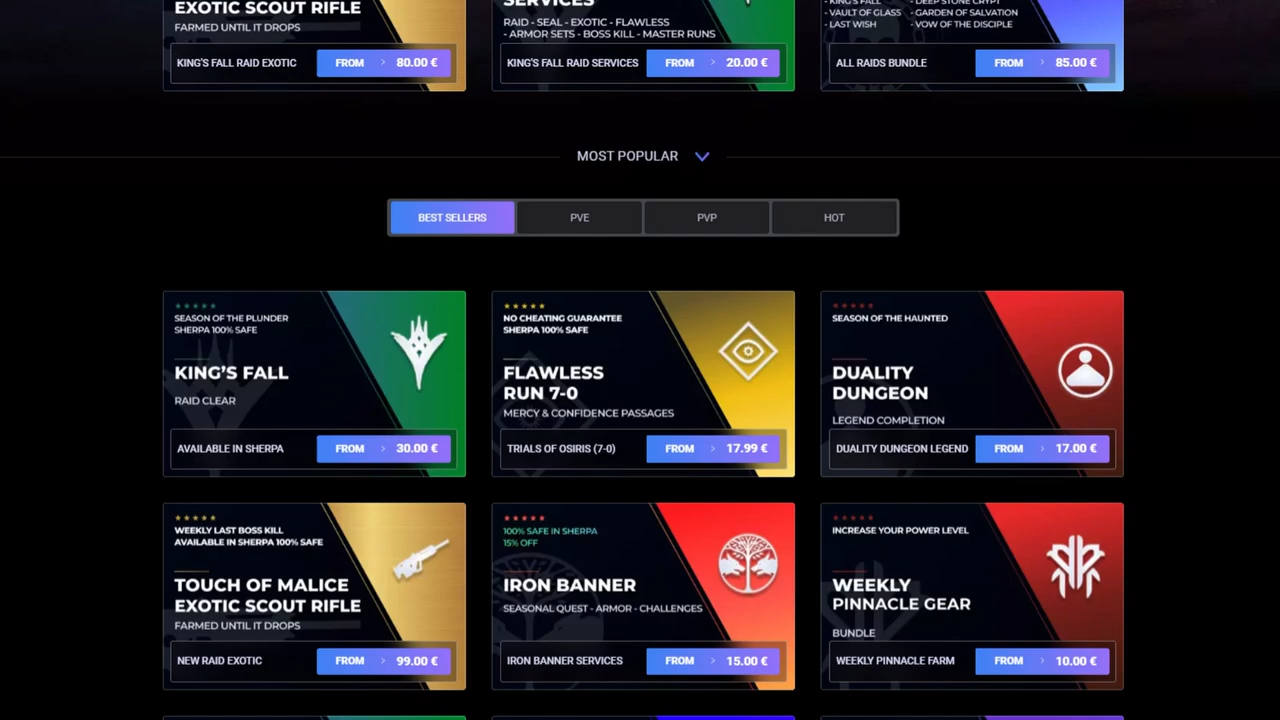 EXOTIC SCOUT RIFLE
FARMED UNTIL IT DROPS
KING'S FALL RAID EXOTIC
FROM > 80.00 €
SERVICES
RAID - SEAL - EXOTIC - FLAWLESS
- ARMOR SETS - BOSS KILL - MASTER RUNS
KING'S FALL RAID SERVICES
FROM > 20.00 €
- KING'S FALL - DEEP STONE CRYPT
- VAULT OF GLASS - GARDEN OF SALVATION
- LAST WISH - VOW OF THE DISCIPLE
ALL RAIDS BUNDLE
FROM > 85.00 €
MOST POPULAR
BEST SELLERS
PVE
PVP
HOT
SEASON OF THE PLUNDER
SHERPA 100% SAFE
KING'S FALL
RAID CLEAR
AVAILABLE IN SHERPA
FROM > 30.00 €
NO CHEATING GUARANTEE
SHERPA 100% SAFE
FLAWLESS
RUN 7-0
MERCY & CONFIDENCE PASSAGES
TRIALS OF OSIRIS (7-0)
FROM > 17.99 €
SEASON OF THE HAUNTED
DUALITY
DUNGEON
LEGEND COMPLETION
DUALITY DUNGEON LEGEND
FROM > 17.00 €
WEEKLY LAST BOSS KILL
AVAILABLE IN SHERPA 100% SAFE
TOUCH OF MALICE
EXOTIC SCOUT RIFLE
FARMED UNTIL IT DROPS
NEW RAID EXOTIC
FROM > 99.00 €
100% SAFE IN SHERPA
15% OFF
IRON BANNER
SEASONAL QUEST - ARMOR - CHALLENGES
IRON BANNER SERVICES
FROM > 15.00 €
INCREASE YOUR POWER LEVEL
WEEKLY
PINNACLE GEAR
BUNDLE
WEEKLY PINNACLE FARM
FROM > 10.00 €